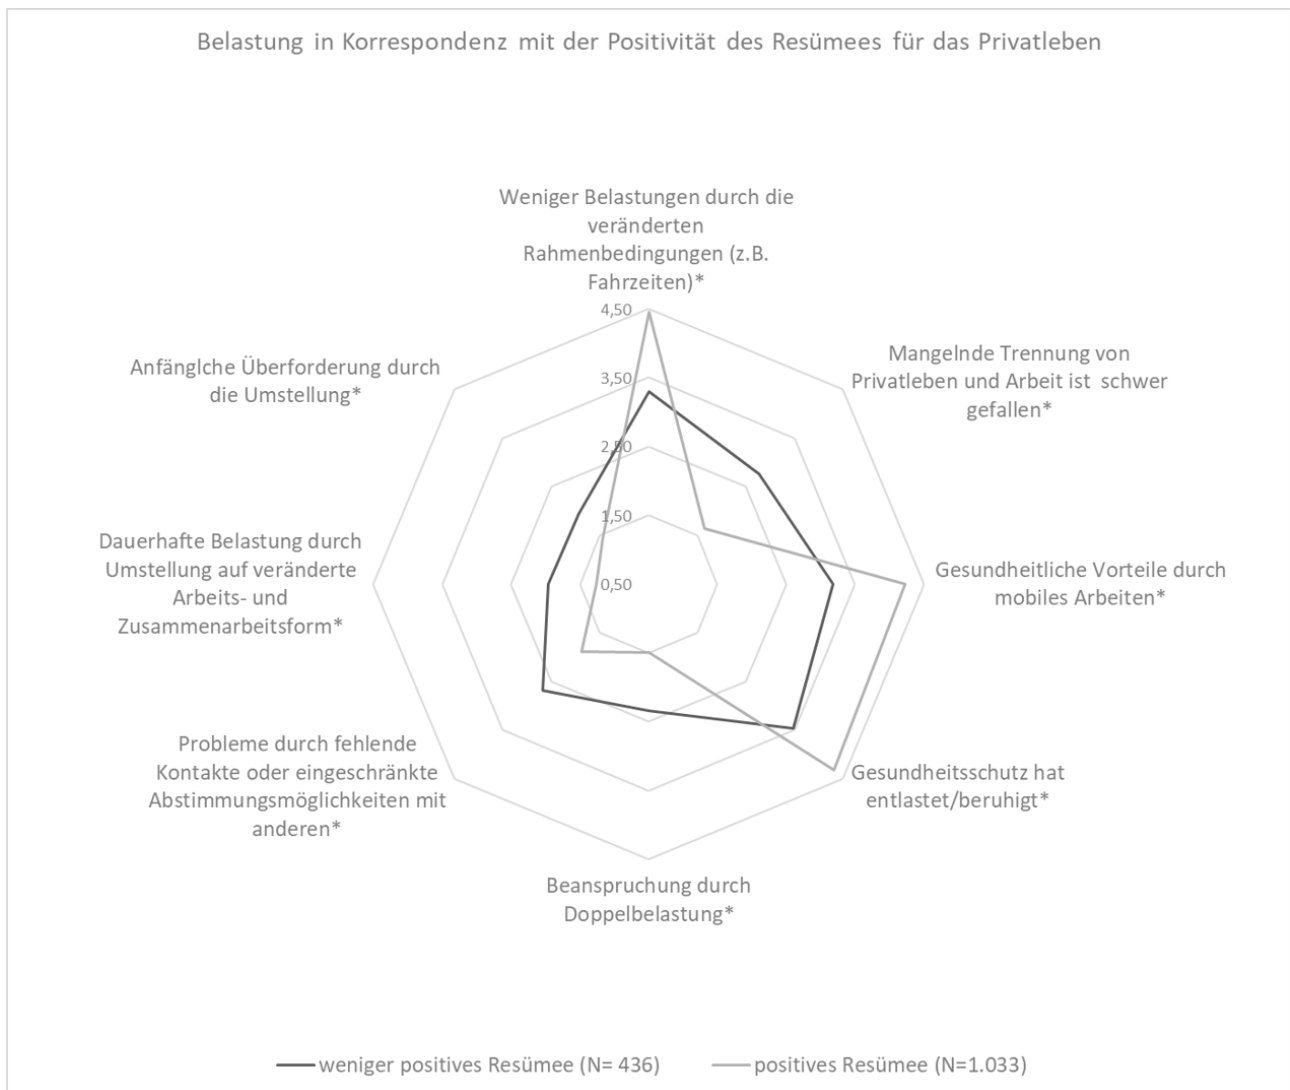 Belastung in Korrespondenz mit der Positivität des Resümees für das Privatleben
Weniger Belastungen durch die
veränderten
Rahmenbedingungen (z.B.
Fahrzeiten)*
Mangelnde Trennung von
Privatleben und Arbeit ist schwer
gefallen*
Gesundheitliche Vorteile durch
mobiles Arbeiten*
Gesundheitsschutz hat
entlastet/beruhigt*
Beanspruchung durch
Doppelbelastung*
Probleme durch fehlende
Kontakte oder eingeschränkte
Abstimmungsmöglichkeiten mit
anderen*
Dauerhafte Belastung durch
Umstellung auf veränderte
Arbeits- und
Zusammenarbeitsform*
Anfänglche Überforderung durch
die Umstellung*
4,50
3,50
2,50
1,50
0,50
weniger positives Resümee (N= 436)
positives Resümee (N=1.033)